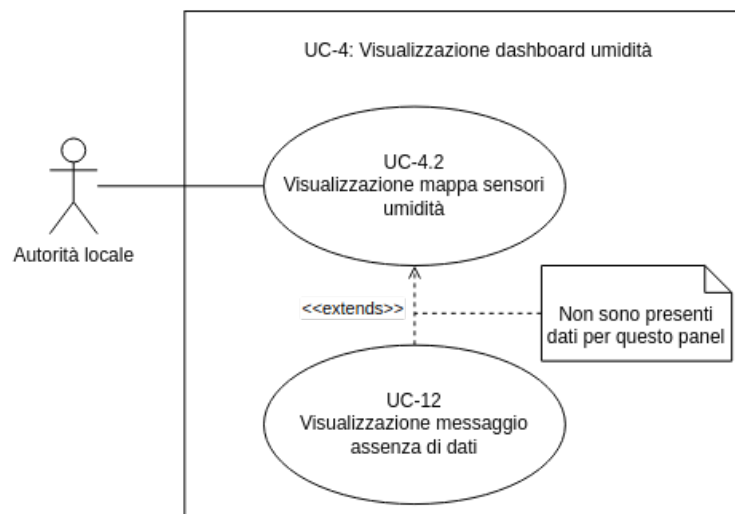 UC-4: Visualizzazione dashboard umidità
UC-4.2
Visualizzazione mappa sensori
umidità
Autorità locale
<<extends>>
Non sono presenti
dati per questo panel
UC-12
Visualizzazione messaggio
assenza di dati